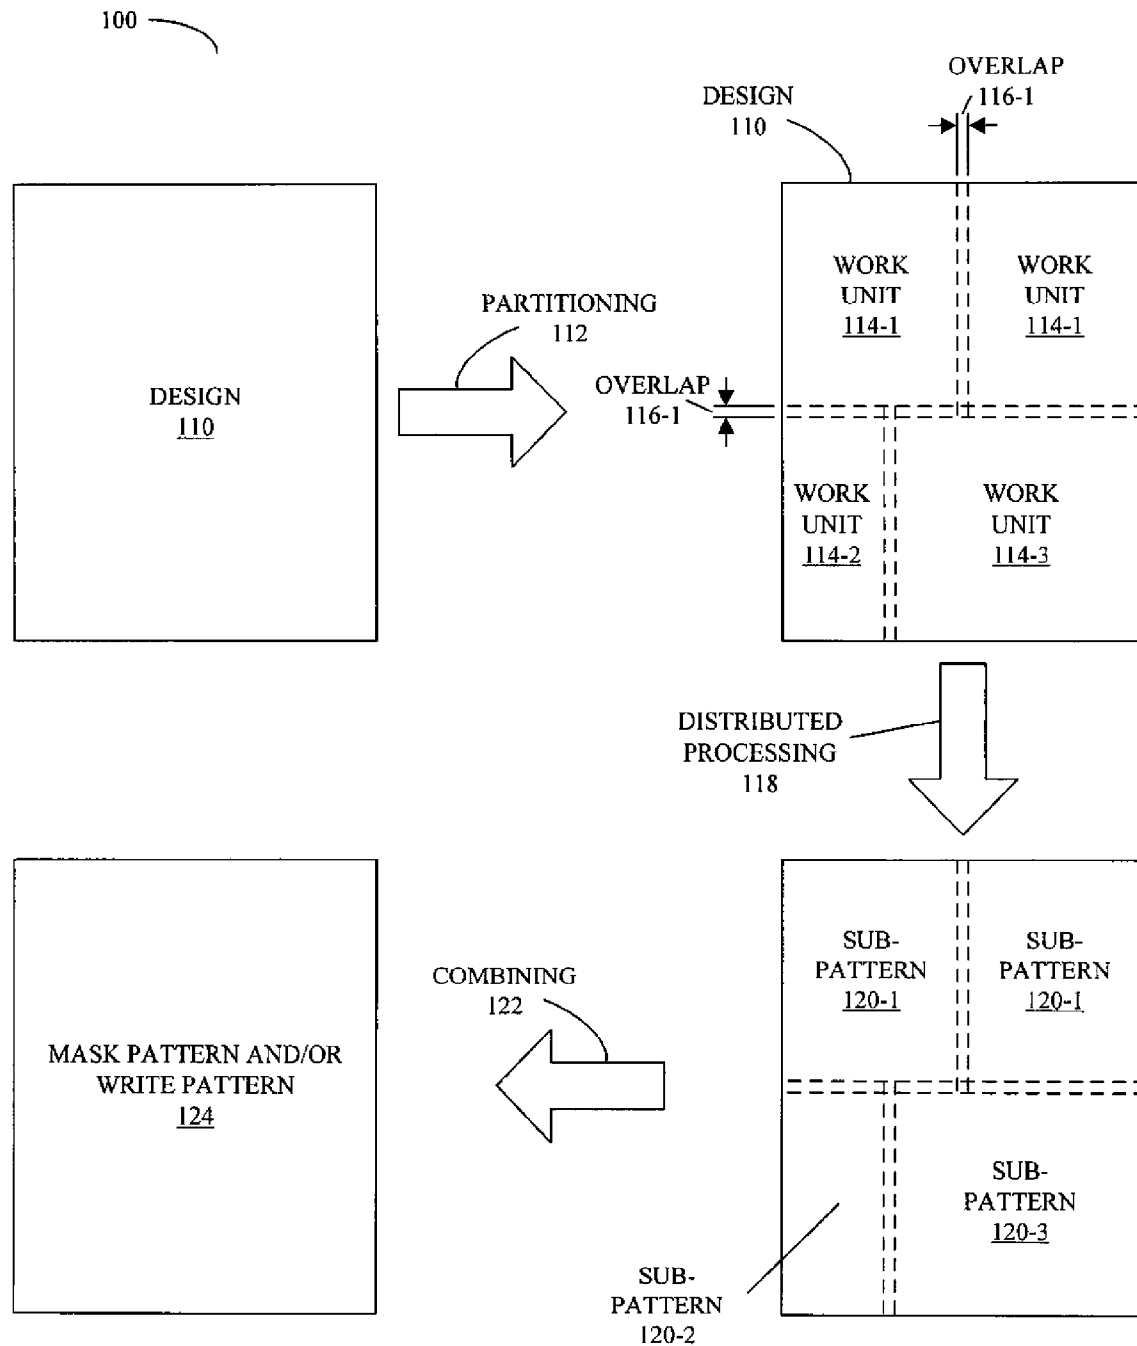 100
OVERLAP
116-1
DESIGN
110
WORK
UNIT
114-1
WORK
UNIT
114-1
PARTITIONING
112
DESIGN
110
OVERLAP
116-1
WORK
UNIT
114-2
WORK
UNIT
114-3
DISTRIBUTED
PROCESSING
118
SUB-
PATTERN
120-1
SUB-
PATTERN
120-1
COMBINING
122
MASK PATTERN AND/OR
WRITE PATTERN
124
SUB-
PATTERN
120-3
SUB-
PATTERN
120-2